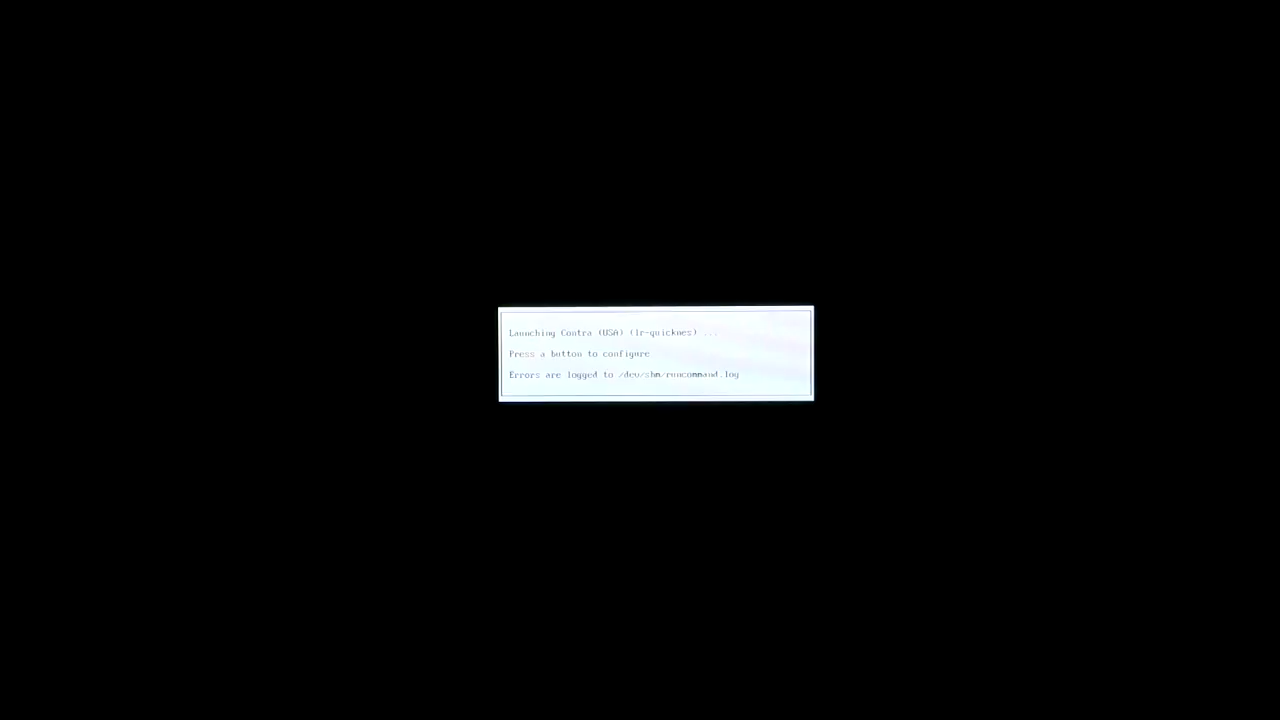 Launching Contra (USA) (lr-quicknes) ...
Press a button to configure
Errors are logged to /dev/shm/runcommand.log